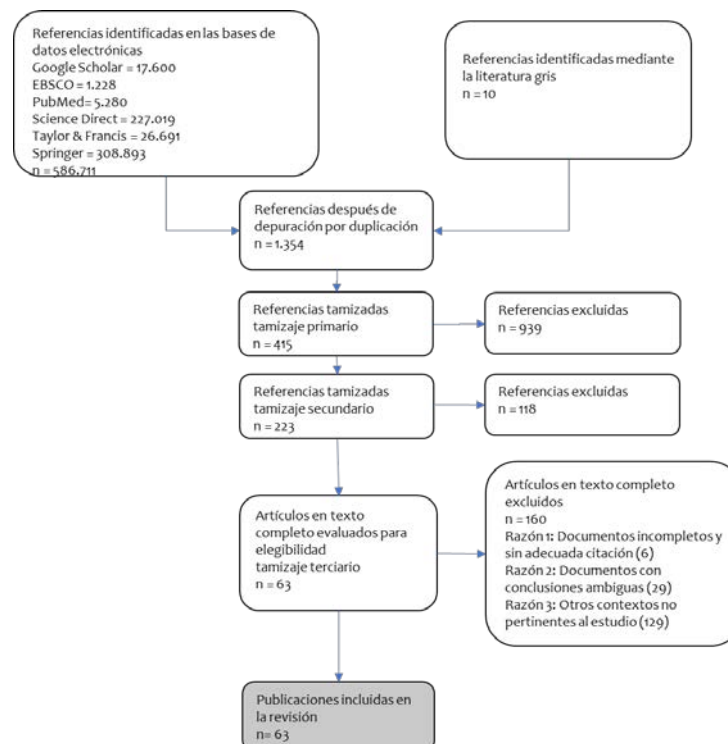 Referencias identificadas en las bases de
datos electrónicas
Google Scholar = 17.600
EBSCO = 1.228
PubMed= 5.280
Science Direct = 227.019
Taylor & Francis = 26.691
Springer = 308.893
n = 586.711
Referencias identificadas mediante
la literatura gris
n = 10
Referencias después de
depuración por duplicación
n = 1.354
Referencias tamizadas
tamizaje primario
n = 415
Referencias excluidas
n = 939
Referencias tamizadas
tamizaje secundario
n = 223
Referencias excluidas
n = 118
Artículos en texto
completo evaluados para
elegibilidad
tamizaje terciario
n = 63
Artículos en texto completo
excluidos
n = 160
Razón 1: Documentos incompletos y
sin adecuada citación (6)
Razón 2: Documentos con
conclusiones ambiguas (29)
Razón 3: Otros contextos no
pertinentes al estudio (129)
Publicaciones incluidas en
la revisión
n= 63